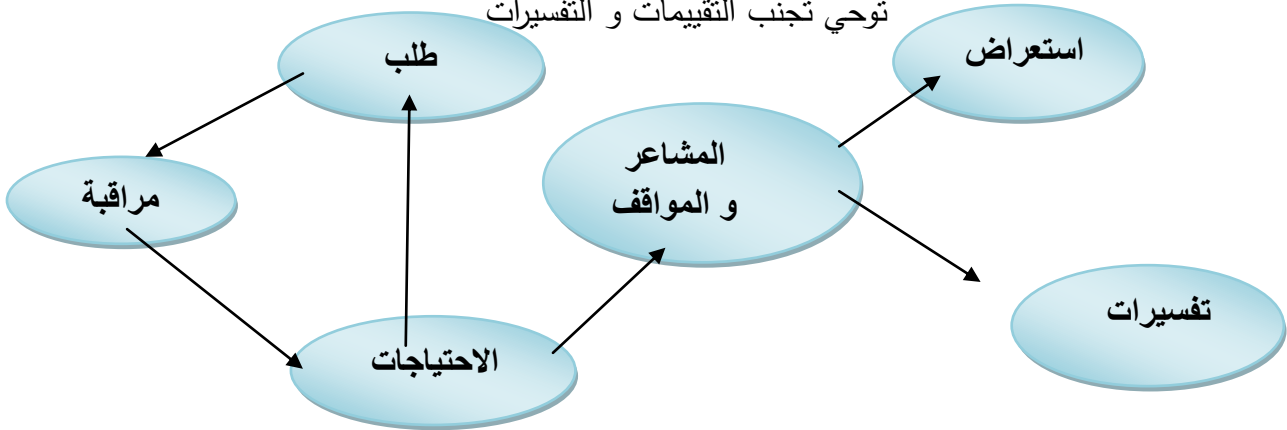 توحي تجنب التقييمات و التفسيرات
استعراض
طلب
المشاعر
و المواقف
مراقبة
تفسيرات
الاحتياجات